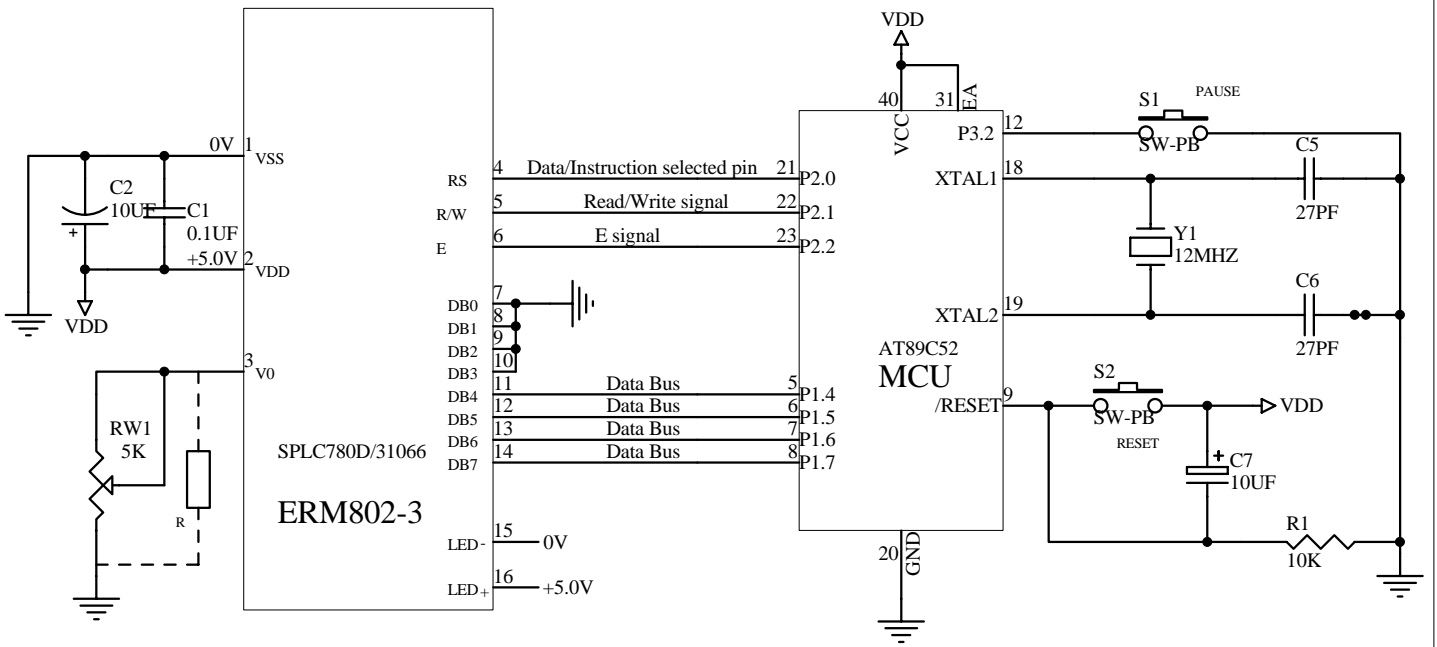 VDD
40
31
EA
VCC
S1
PAUSE
P3.2
12
SW-PB
C5
27PF
0V
1
VSS
C2
10UF
+
C1
0.1UF
+5.0V
2
VDD
VDD
3
V0
RW1
5K
R
SPLC780D/31066
ERM802-3
RS
4
Data/Instruction selected pin
21
P2.0
R/W
5
Read/Write signal
22
P2.1
E
6
E signal
23
P2.2
DB0
7
DB1
8
DB2
9
DB3
10
DB4
11
Data Bus
5
P1.4
DB5
12
Data Bus
6
P1.5
DB6
13
Data Bus
7
P1.6
DB7
14
Data Bus
8
P1.7
LED-
15
0V
LED+
16
+5.0V
XTAL1
18
Y1
12MHZ
XTAL2
19
C6
27PF
AT89C52
MCU
/RESET
9
S2
SW-PB
RESET
VDD
+
C7
10UF
R1
10K
20
GND